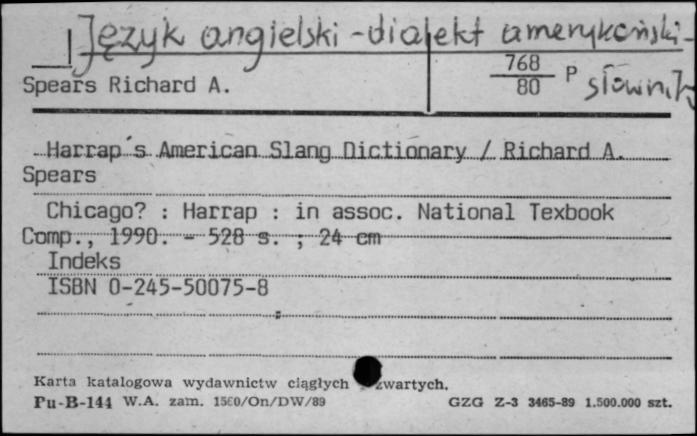 Język angielski - dialekt amerykański -
słownik
768
80 P
Spears Richard A.
Harrap's American Slang Dictionary / Richard A.
Spears
Chicago? : Harrap : in assoc. National Texbook
Comp., 1990. - 528 s. ; 24 cm
Indeks
ISBN 0-245-50075-8
Karta katalogowa wydawnictw ciągłych zwartych.
Pu-B-144 W.A. zam. 1560/On/DW/89 GZG Z-3 3465-89 1.500.000 szt.